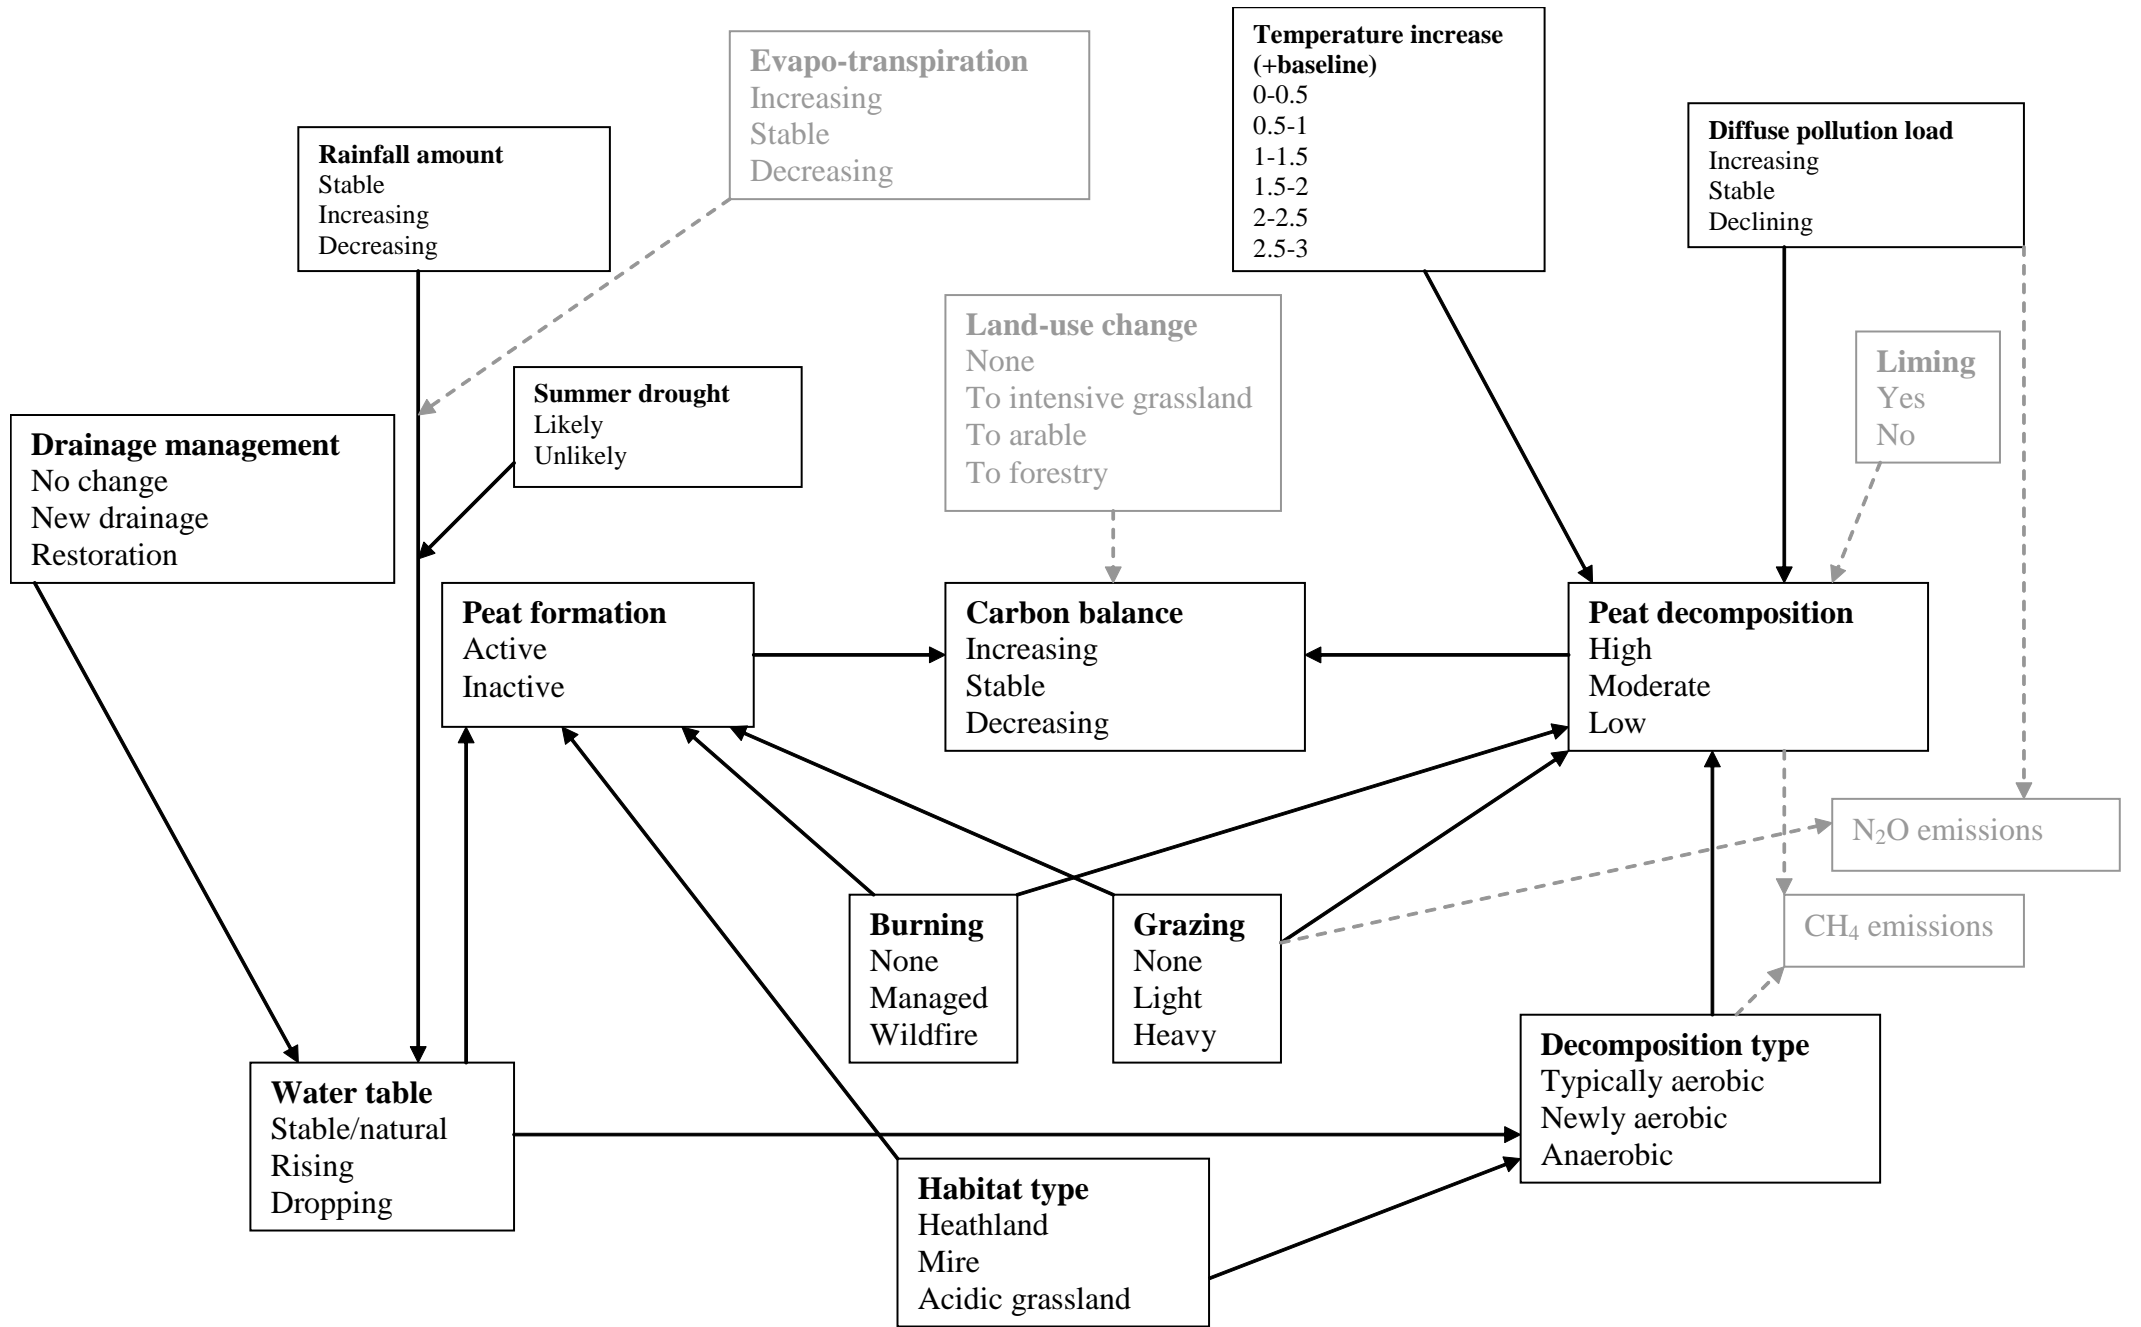 Temperature increase
(+baseline)
0-0.5
0.5-1
1-1.5
1.5-2
2-2.5
2.5-3
Evapo-transpiration
Increasing
Stable
Decreasing
Diffuse pollution load
Increasing
Stable
Declining
Rainfall amount
Stable
Increasing
Decreasing
Land-use change
None
To intensive grassland
To arable
To forestry
Liming
Yes
No
Summer drought
Likely
Unlikely
Drainage management
No change
New drainage
Restoration
Peat formation
Active
Inactive
Carbon balance
Increasing
Stable
Decreasing
Peat decomposition
High
Moderate
Low
N₂O emissions
CH₄ emissions
Burning
None
Managed
Wildfire
Grazing
None
Light
Heavy
Decomposition type
Typically aerobic
Newly aerobic
Anaerobic
Water table
Stable/natural
Rising
Dropping
Habitat type
Heathland
Mire
Acidic grassland